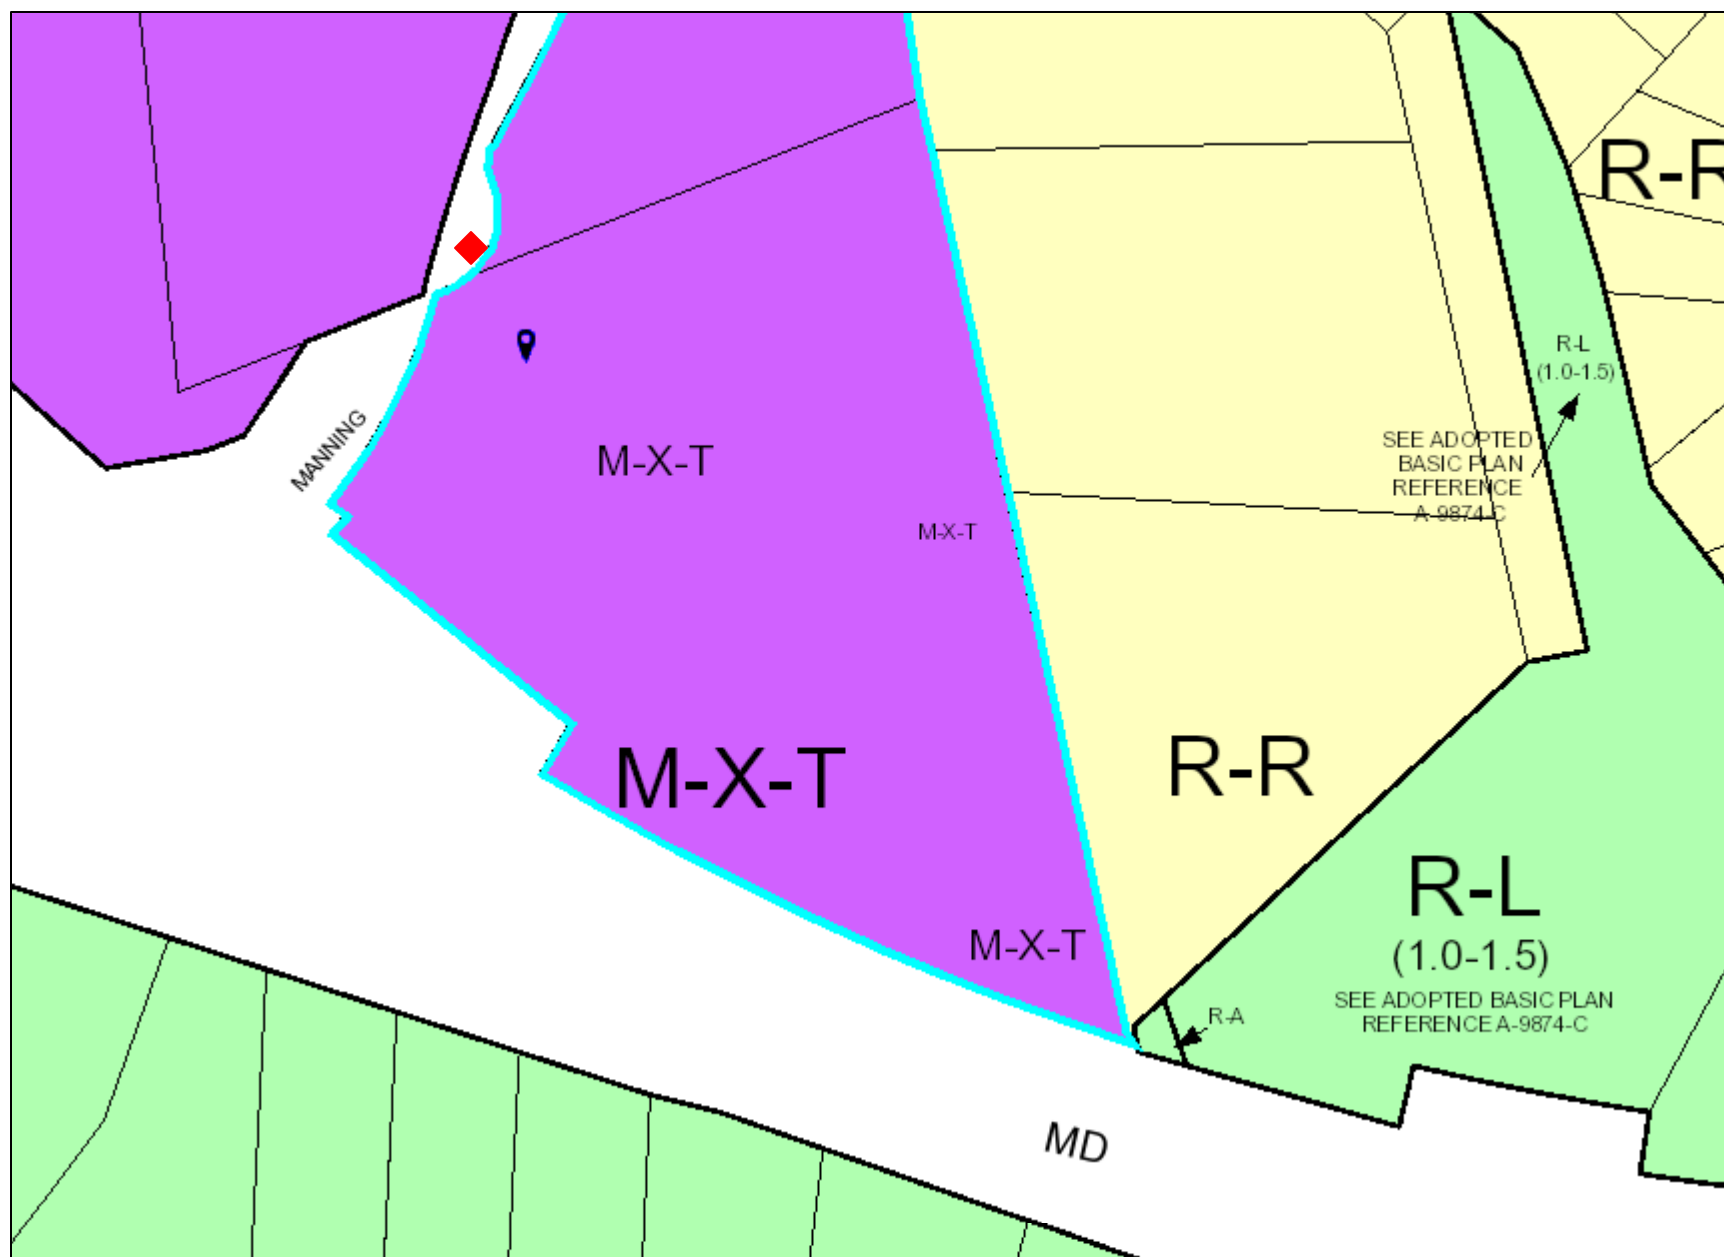 R-R
R-L
(1.0-1.5)
SEE ADOPTED
BASIC PLAN
REFERENCE
A-9874-C
MANNING
M-X-T
M-X-T
M-X-T
R-R
R-L
(1.0-1.5)
SEE ADOPTED BASIC PLAN
REFERENCE A-9874-C
M-X-T
R-A
MD